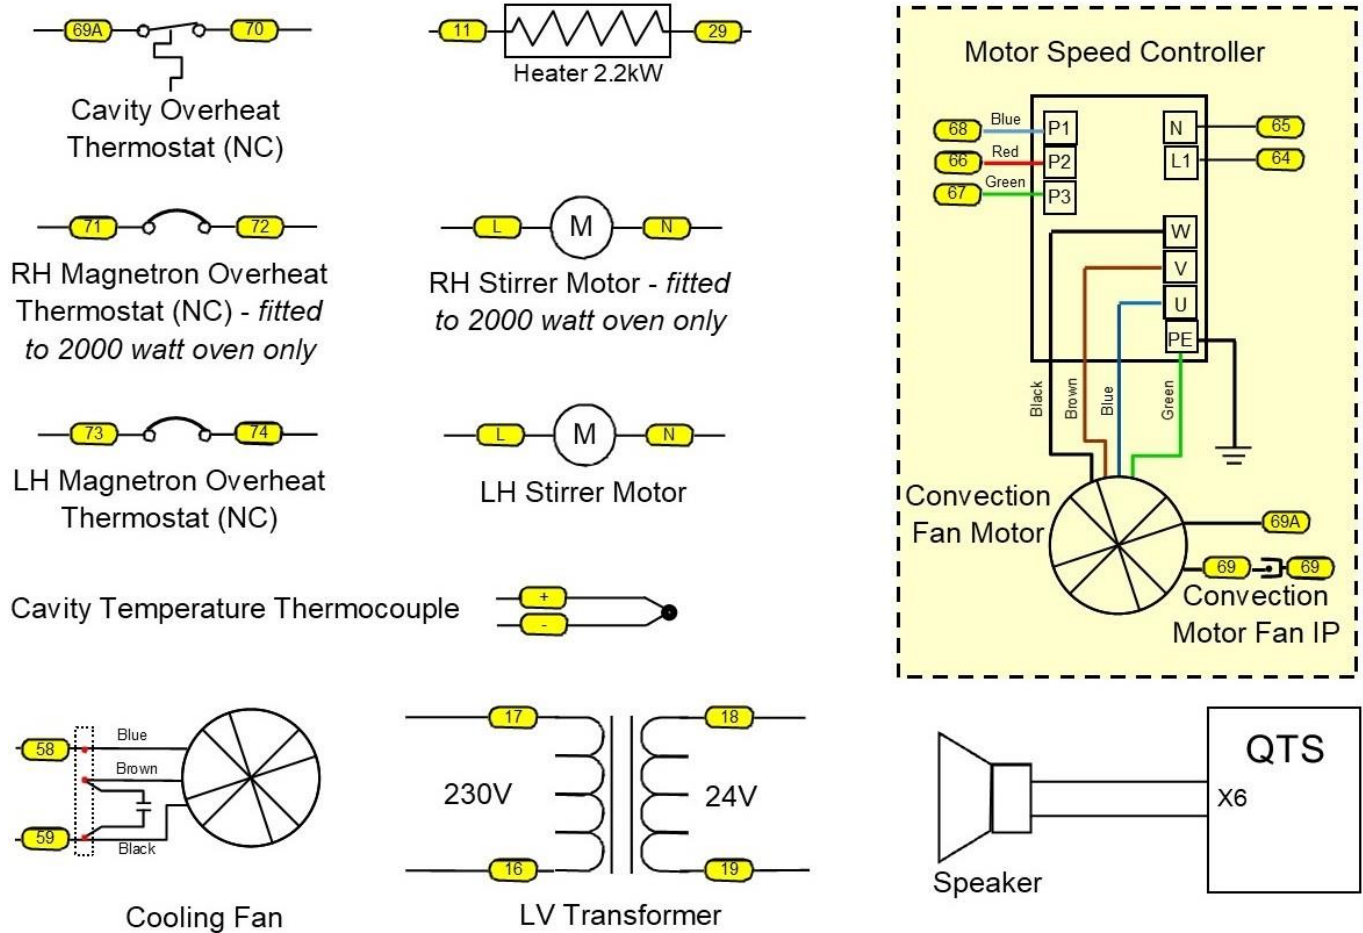 69A
70
Cavity Overheat
Thermostat (NC)
11
29
Heater 2.2kW
71
72
RH Magnetron Overheat
Thermostat (NC) - fitted
to 2000 watt oven only
L
M
N
RH Stirrer Motor - fitted
to 2000 watt oven only
73
74
LH Magnetron Overheat
Thermostat (NC)
L
M
N
LH Stirrer Motor
Cavity Temperature Thermocouple
+
-
Motor Speed Controller
68
Blue
P1
N
65
66
Red
P2
L1
64
67
Green
P3
W
V
U
PE
Black
Brown
Blue
Green
Convection
Fan Motor
69A
69
69
Convection
Motor Fan IP
58
Blue
Brown
59
Black
Cooling Fan
17
18
230V
24V
16
19
LV Transformer
QTS
X6
Speaker